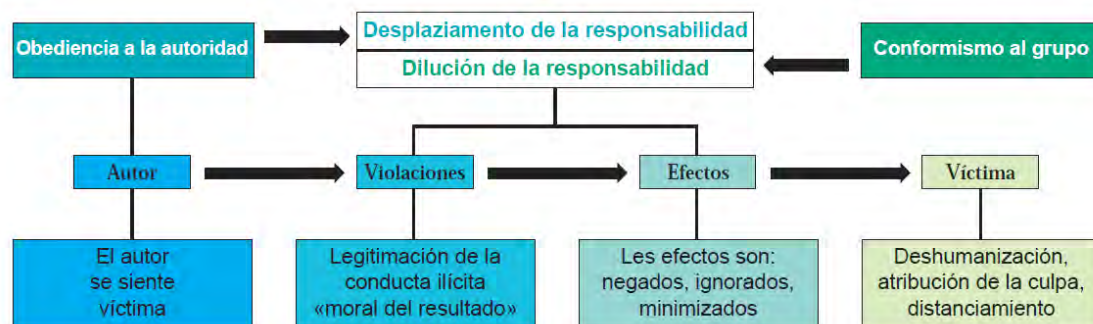 Obediencia a la autoridad
Desplaziamento de la responsabilidad
Dilución de la responsabilidad
Conformismo al grupo
Autor
Violaciones
Efectos
Víctima
El autor
se siente
víctima
Legitimación de la
conducta ilícita
«moral del resultado»
Les efectos son:
negados, ignorados,
minimizados
Deshumanización,
atribución de la culpa,
distanciamiento